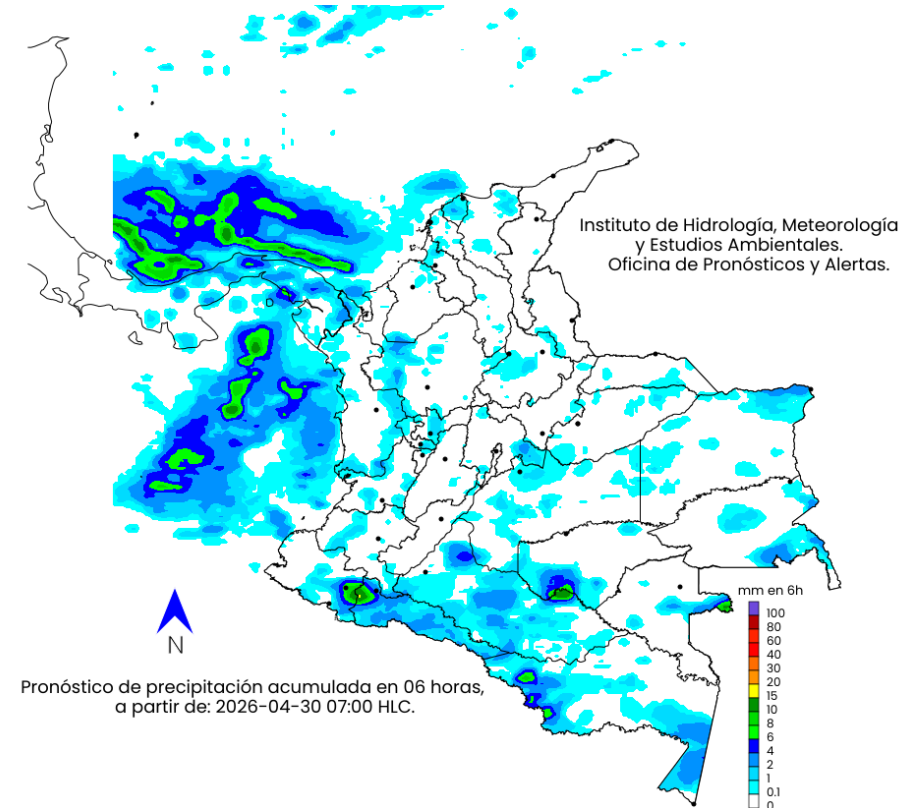 Instituto de Hidrología, Meteorología
y Estudios Ambientales.
Oficina de Pronósticos y Alertas.
mm en 6h
100
80
60
40
30
20
15
10
8
6
4
2
1
0.1
0
N
Pronóstico de precipitación acumulada en 06 horas,
a partir de: 2026-04-30 07:00 HLC.